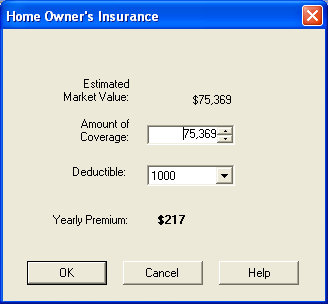 Home Owner's Insurance
Estimated
Market Value:
$75,369
Amount of
Coverage:
75,369
Deductible:
1000
Yearly Premium:
$217
OK
Cancel
Help